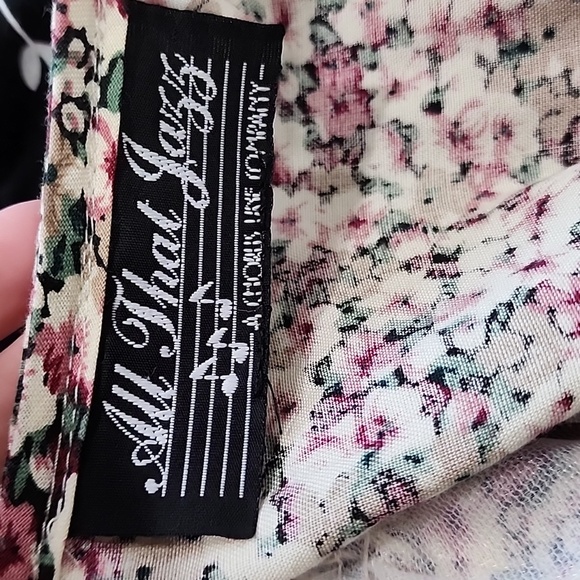 All That Jazz
A CHORUS LINE COMPANY